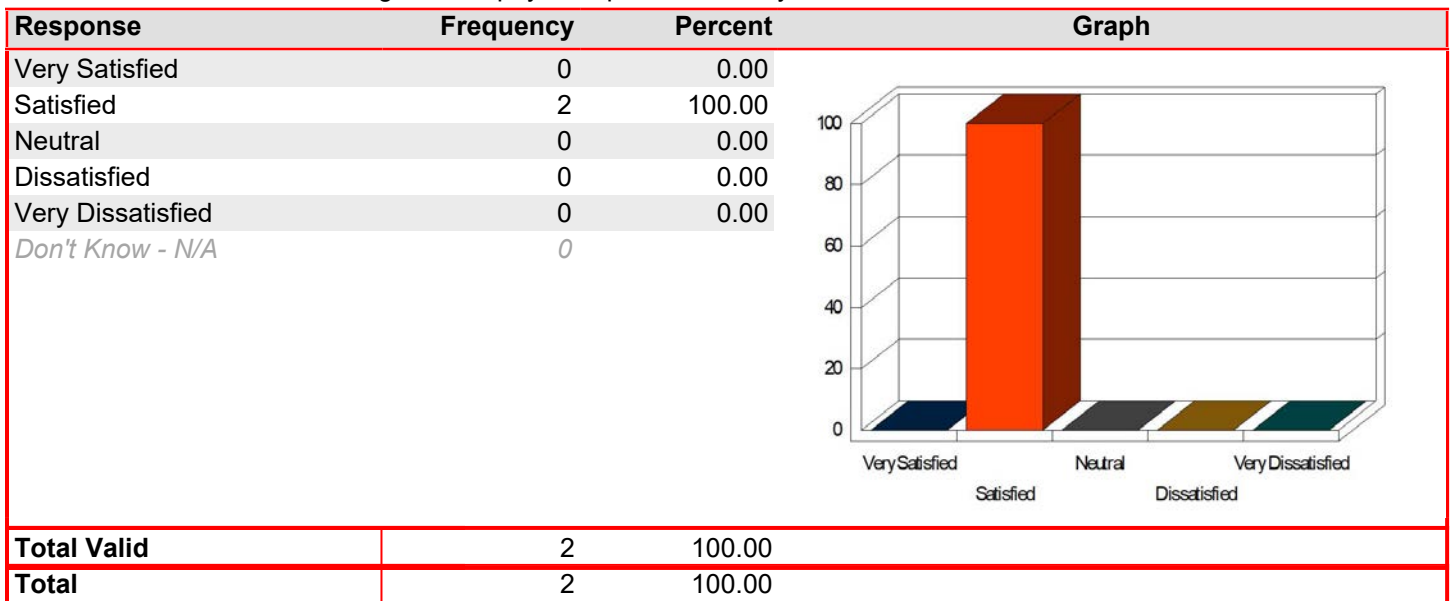 Response Frequency Percent Graph
Very Satisfied 0 0.00
Satisfied 2 100.00
Neutral 0 0.00
Dissatisfied 0 0.00
Very Dissatisfied 0 0.00
Don't Know - N/A 0
100
80
60
40
20
0
Very Satisfied Neutral Very Dissatisfied
Satisfied Dissatisfied
Total Valid 2 100.00
Total 2 100.00